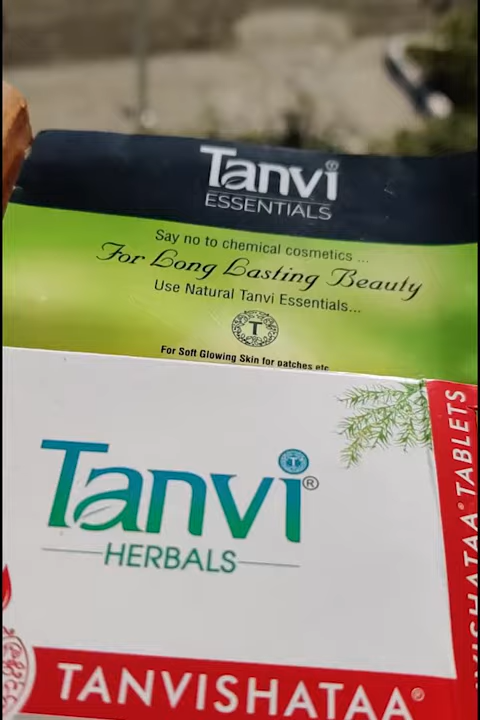 Tanvi®
ESSENTIALS
Say no to chemical cosmetics ...
For Long Lasting Beauty
Use Natural Tanvi Essentials...
T
For Soft Glowing Skin for patches etc
Tanvi®
HERBALS
TANVISHATAA®
TABLETS